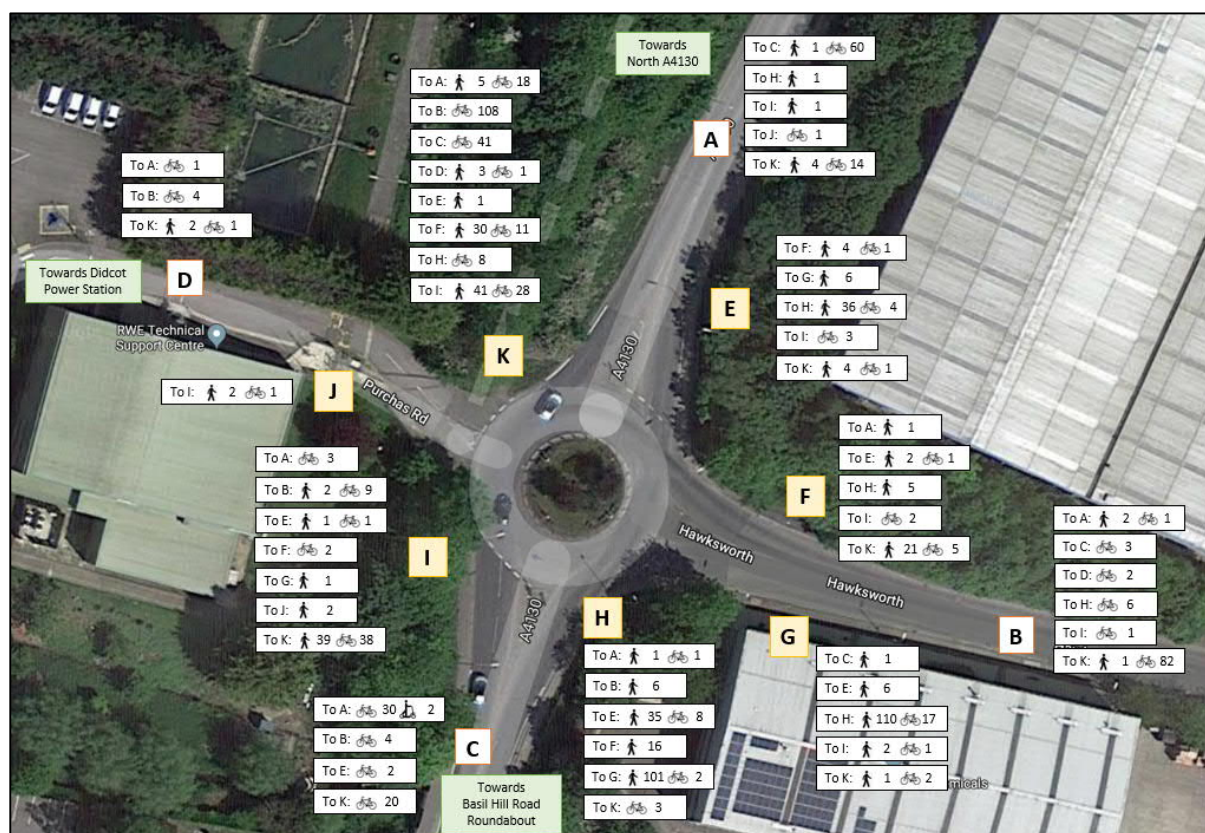 Towards
North A4130
A
To C: 1 60
To H: 1
To I: 1
To J: 1
To K: 4 14
To A: 5 18
To B: 108
To C: 41
To D: 3 1
To E: 1
To F: 30 11
To H: 8
To I: 41 28
To A: 1
To B: 4
To K: 2 1
Towards Didcot
Power Station
D
RWE Technical
Support Centre
K
A4130
E
To F: 4 1
To G: 6
To H: 36 4
To I: 3
To K: 4 1
To I: 2 1
J
Purchas Rd
To A: 3
To B: 2 9
To E: 1 1
To F: 2
To G: 1
To J: 2
To K: 39 38
I
To A: 1
To E: 2 1
To H: 5
To I: 2
To K: 21 5
F
Hawksworth
Hawksworth
To A: 2 1
To C: 3
To D: 2
To H: 6
To I: 1
To K: 1 82
B
A4130
H
To A: 1 1
To B: 6
To E: 35 8
To F: 16
To G: 101 2
To K: 3
G
To C: 1
To E: 6
To H: 110 17
To I: 2 1
To K: 1 2
micals
To A: 30 2
To B: 4
To E: 2
To K: 20
C
Towards
Basil Hill Road
Roundabout